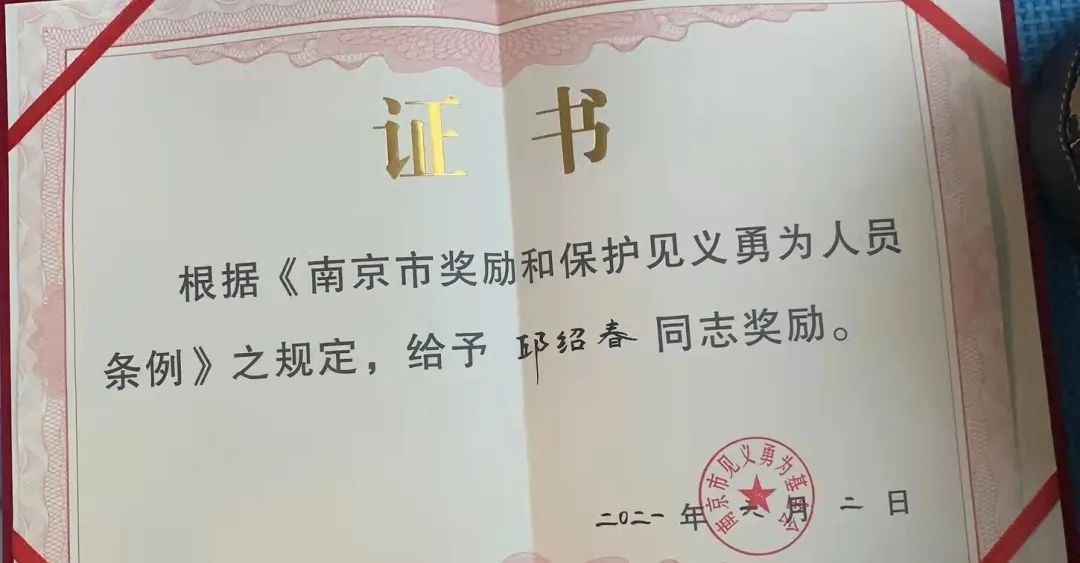 证书
根据《南京市奖励和保护见义勇为人员
条例》之规定，给予 邱绍春 同志奖励。
南京市见义勇为基金会
二〇二一年六月二日